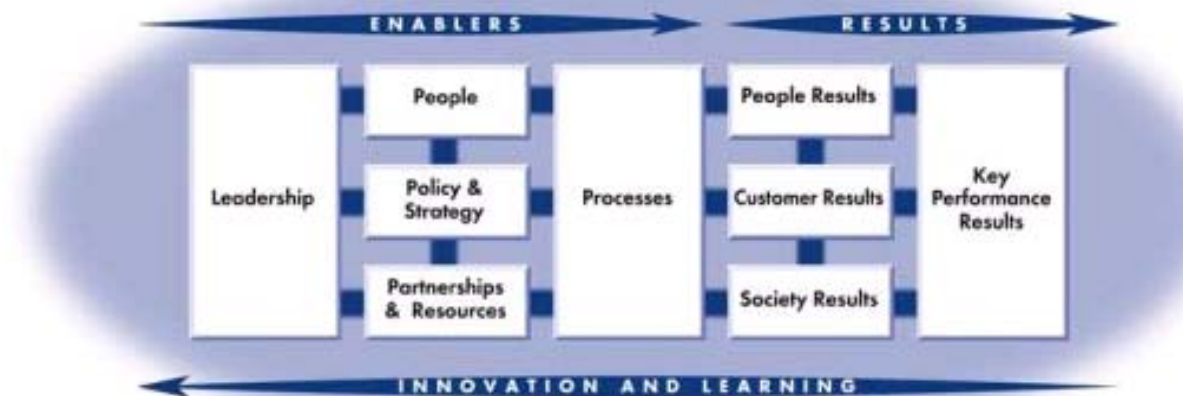 ENABLERS
RESULTS
Leadership
People
Policy &
Strategy
Partnerships
& Resources
Processes
People Results
Customer Results
Society Results
Key
Performance
Results
INNOVATION AND LEARNING